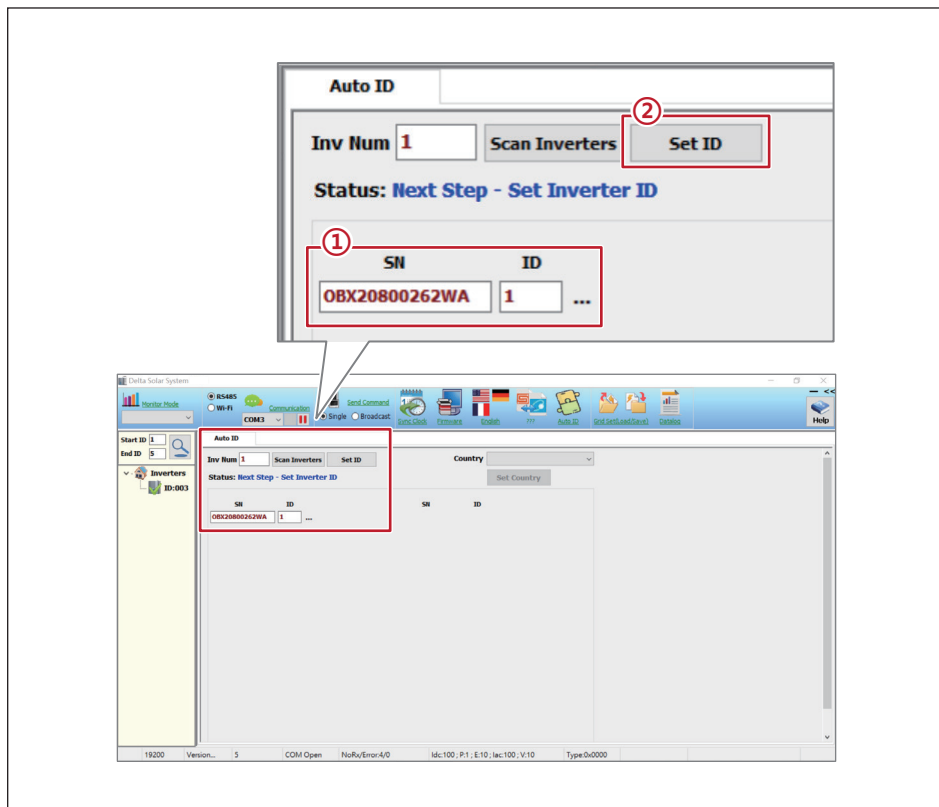 Auto ID
②
Inv Num 1 Scan Inverters Set ID
Status: Next Step - Set Inverter ID
①
SN ID
OBX20800262WA 1 ...
Delta Solar System
Monitor Mode
RS485
Wi-Fi
COM3
Communication
Send Command
Single Broadcast
Sync Clock Firmware English ??? Auto ID Grid Set(Load/Save) Datalog
<<
Help
Start ID 1
End ID 5
Inverters
ID:003
Auto ID
Inv Num 1 Scan Inverters Set ID Country
Status: Next Step - Set Inverter ID Set Country
SN ID SN ID
OBX20800262WA 1 ...
19200 Version... 5 COM Open NoRx/Error:4/0 Idc:100 ; P:1 ; E:10 ; Iac:100 ; V:10 Type:0x0000